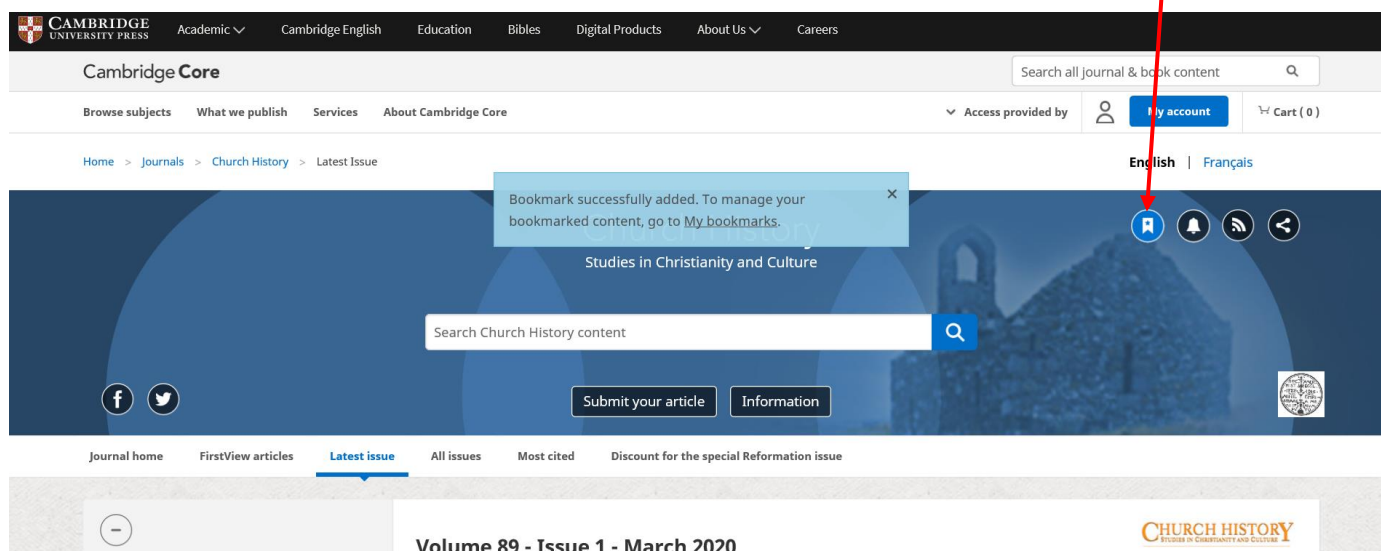 CAMBRIDGE
UNIVERSITY PRESS
Academic Cambridge English Education Bibles Digital Products About Us Careers
Cambridge Core
Search all journal & book content
Browse subjects What we publish Services About Cambridge Core Access provided by My account Cart ( 0 )
Home > Journals > Church History > Latest Issue English | Français
Bookmark successfully added. To manage your
bookmarked content, go to My bookmarks.
Church History
Studies in Christianity and Culture
Search Church History content
Submit your article Information
Journal home FirstView articles Latest issue All issues Most cited Discount for the special Reformation issue
Volume 89 - Issue 1 - March 2020
CHURCH HISTORY
STUDIES IN CHRISTIANITY AND CULTURE